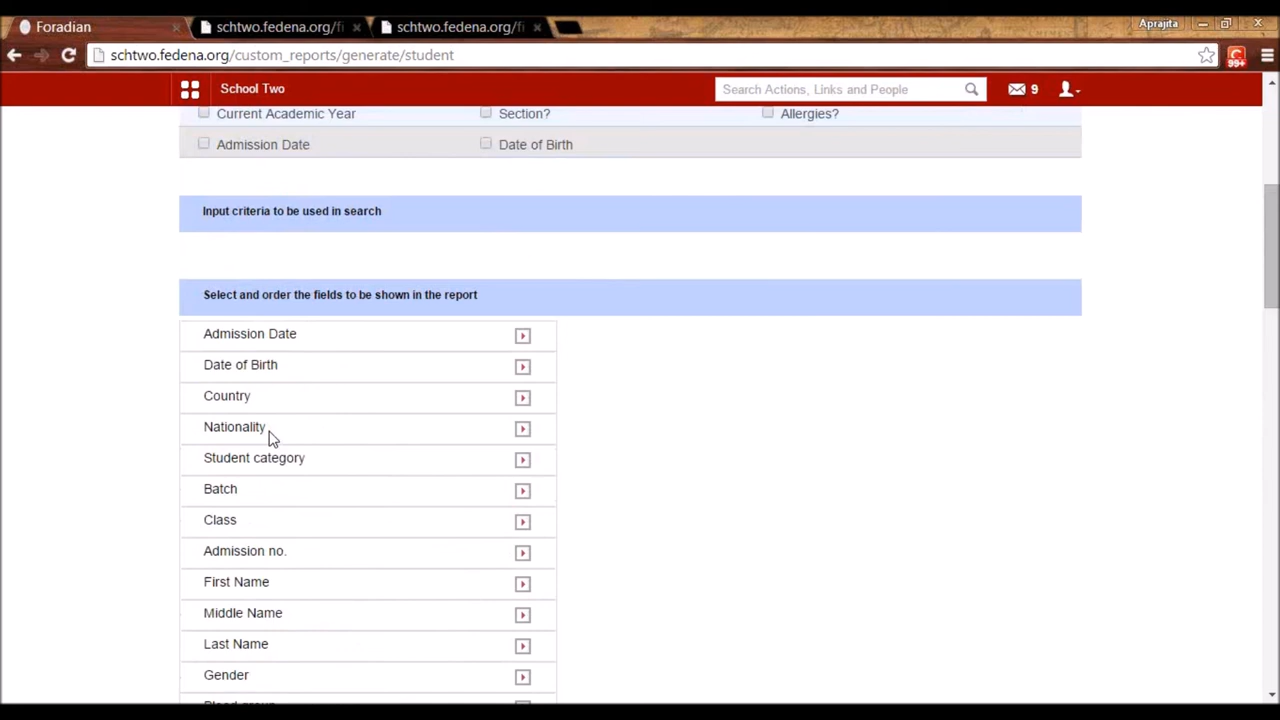 Foradian
schtwo.fedena.org/fi
schtwo.fedena.org/fi
Aprajita
schtwo.fedena.org/custom_reports/generate/student
99+
School Two
Search Actions, Links and People
9
Current Academic Year
Section?
Allergies?
Admission Date
Date of Birth
Input criteria to be used in search
Select and order the fields to be shown in the report
Admission Date
Date of Birth
Country
Nationality
Student category
Batch
Class
Admission no.
First Name
Middle Name
Last Name
Gender
Blood group